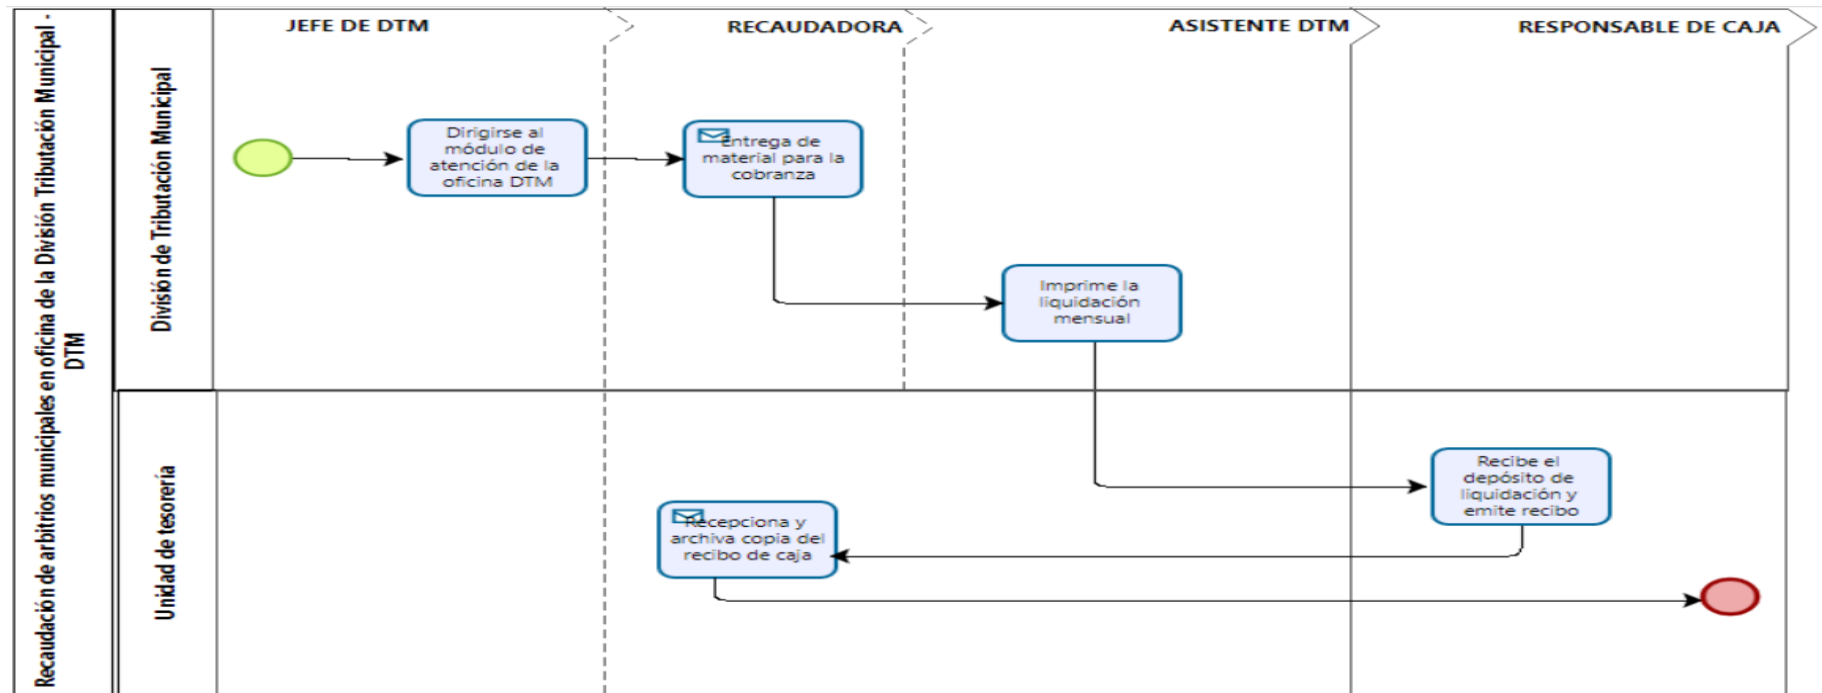 JEFE DE DTM
RECAUDADORA
ASISTENTE DTM
RESPONSABLE DE CAJA
Recaudación de arbitrios municipales en oficina de la División Tributación Municipal -
DTM
División de Tributación Municipal
Dirigirse al
módulo de
atención de la
oficina DTM
Entrega de
material para la
cobranza
Imprime la
liquidación
mensual
Unidad de tesorería
Recibe el
depósito de
liquidación y
emite recibo
Recepciona y
archiva copia del
recibo de caja